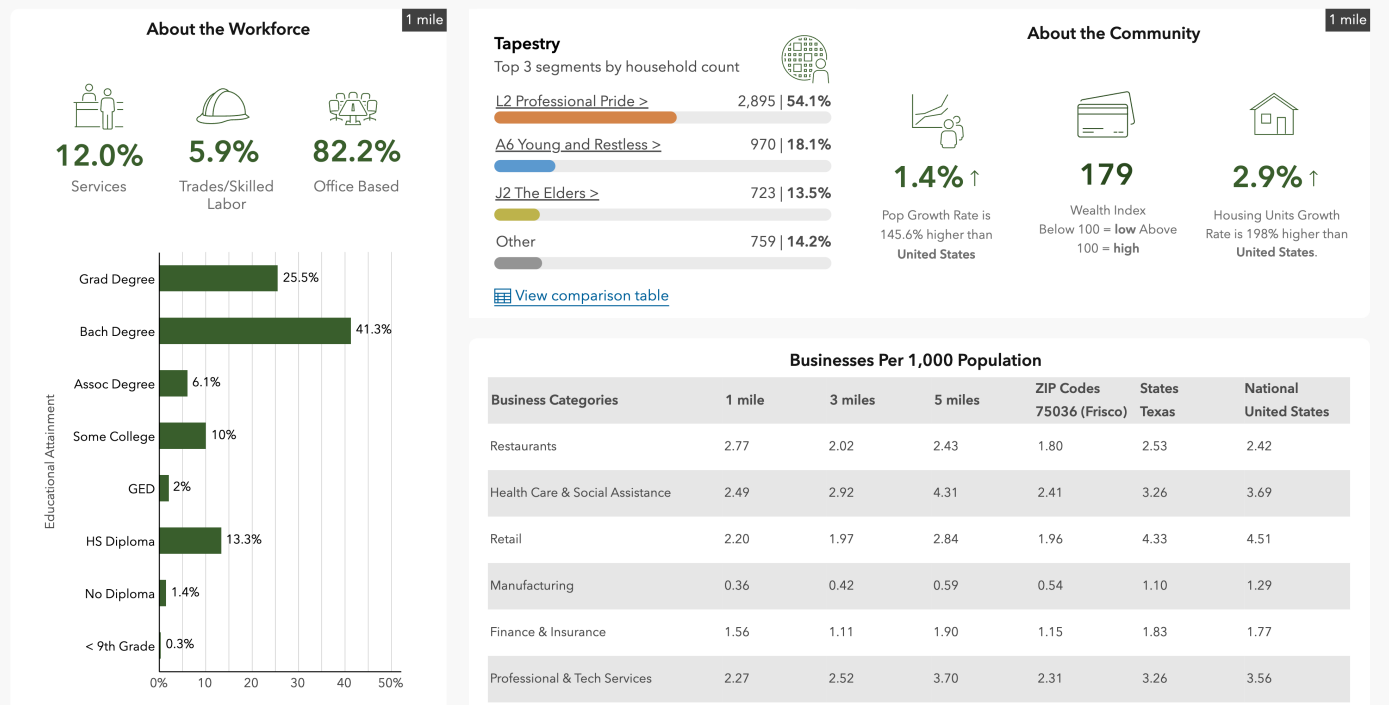 About the Workforce
1 mile
12.0%
Services
5.9%
Trades/Skilled
Labor
82.2%
Office Based
Educational Attainment
Grad Degree 25.5%
Bach Degree 41.3%
Assoc Degree 6.1%
Some College 10%
GED 2%
HS Diploma 13.3%
No Diploma 1.4%
< 9th Grade 0.3%
0% 10 20 30 40 50%
Tapestry
Top 3 segments by household count
L2 Professional Pride > 2,895 | 54.1%
A6 Young and Restless > 970 | 18.1%
J2 The Elders > 723 | 13.5%
Other 759 | 14.2%
View comparison table
About the Community
1 mile
1.4% ↑
Pop Growth Rate is
145.6% higher than
United States
179
Wealth Index
Below 100 = low Above
100 = high
2.9% ↑
Housing Units Growth
Rate is 198% higher than
United States.
Businesses Per 1,000 Population
Business Categories 1 mile 3 miles 5 miles ZIP Codes 75036 (Frisco) States Texas National United States
Restaurants 2.77 2.02 2.43 1.80 2.53 2.42
Health Care & Social Assistance 2.49 2.92 4.31 2.41 3.26 3.69
Retail 2.20 1.97 2.84 1.96 4.33 4.51
Manufacturing 0.36 0.42 0.59 0.54 1.10 1.29
Finance & Insurance 1.56 1.11 1.90 1.15 1.83 1.77
Professional & Tech Services 2.27 2.52 3.70 2.31 3.26 3.56